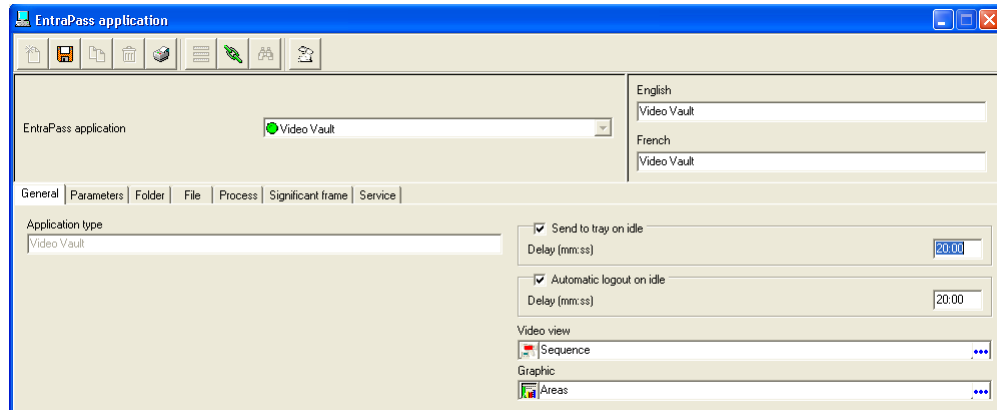 EntraPass application
English
Video Vault
EntraPass application
Video Vault
French
Video Vault
General Parameters Folder File Process Significant frame Service
Application type
Video Vault
Send to tray on idle
Delay (mm:ss) 20:00
Automatic logout on idle
Delay (mm:ss) 20:00
Video view
Sequence
Graphic
Areas